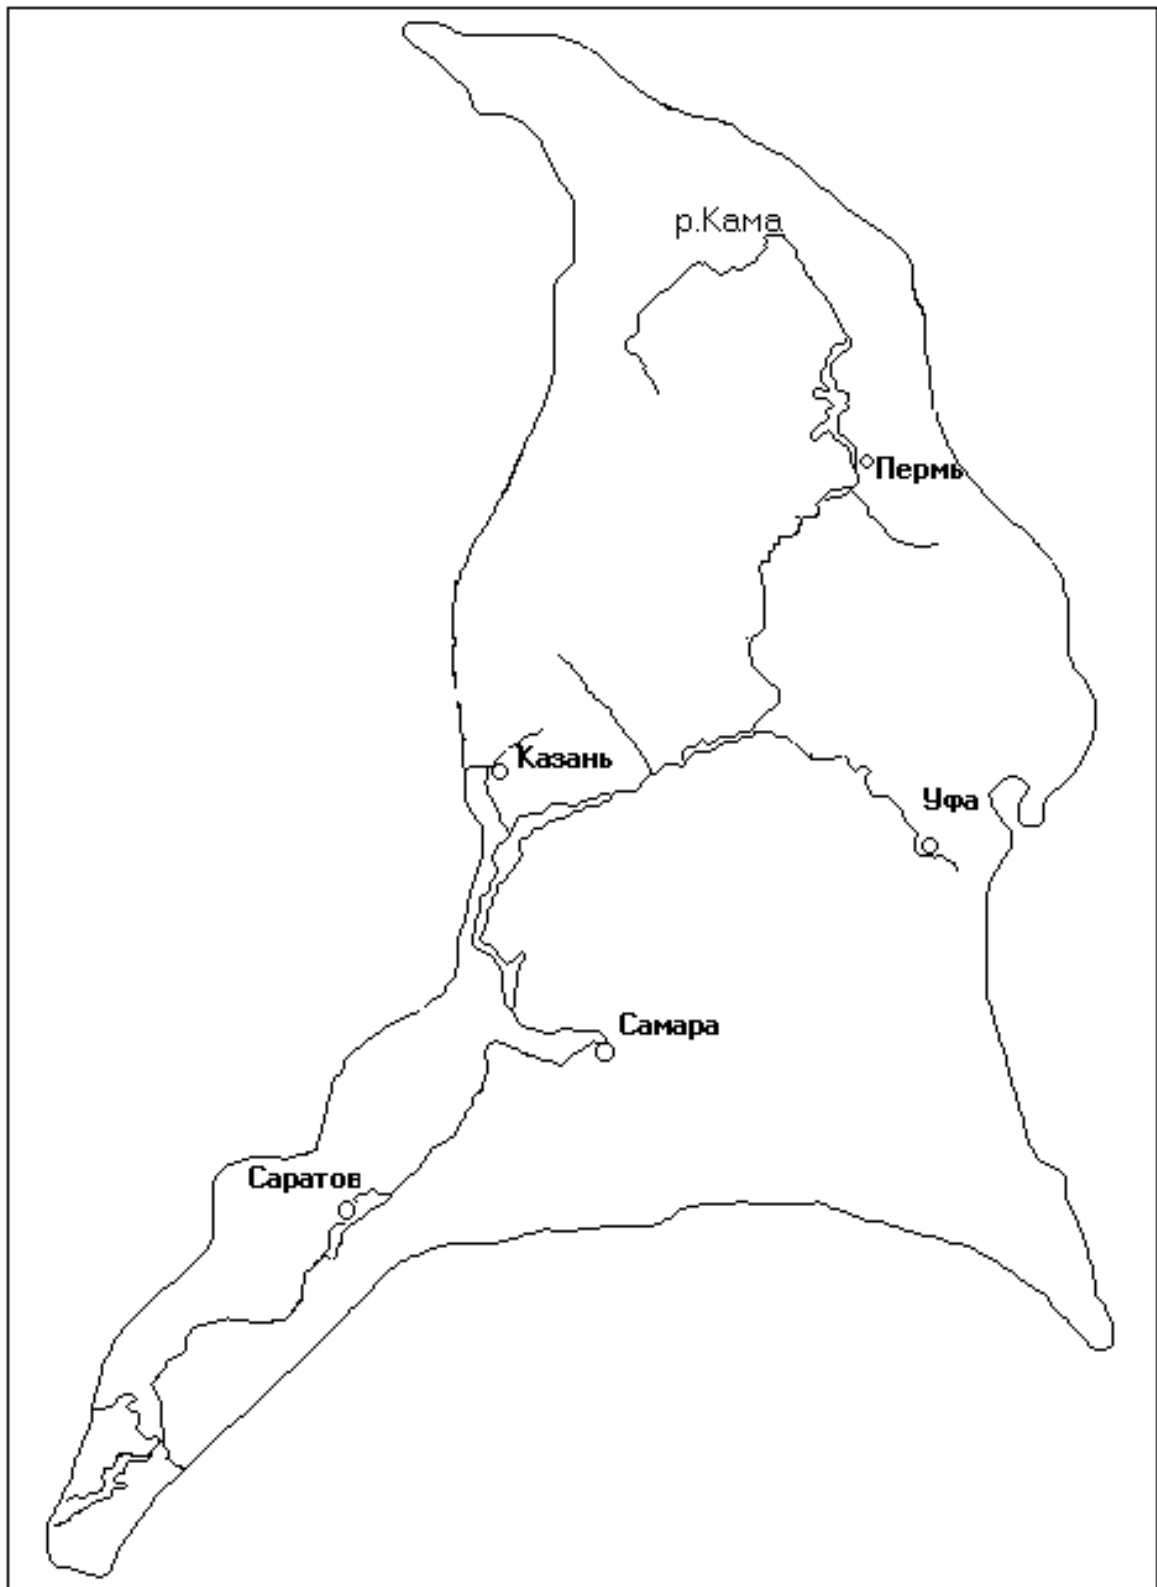 р.Кама
Пермь
Казань
Уфа
Самара
Саратов